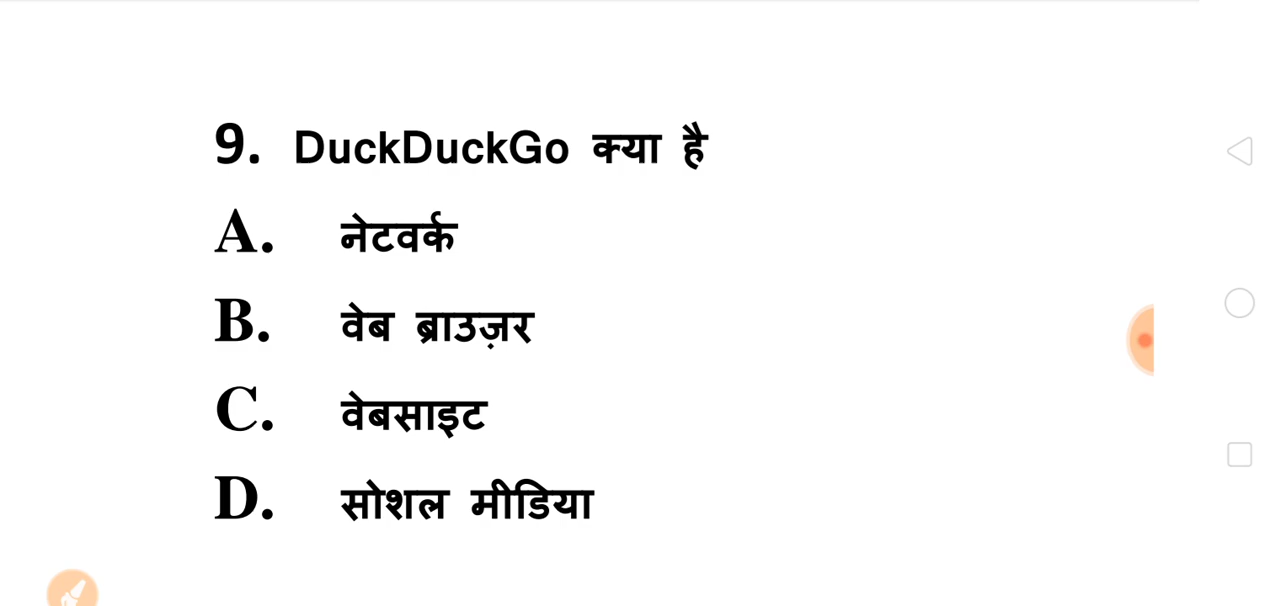 9. DuckDuckGo क्या है
A. नेटवर्क
B. वेब ब्राउज़र
C. वेबसाइट
D. सोशल मीडिया